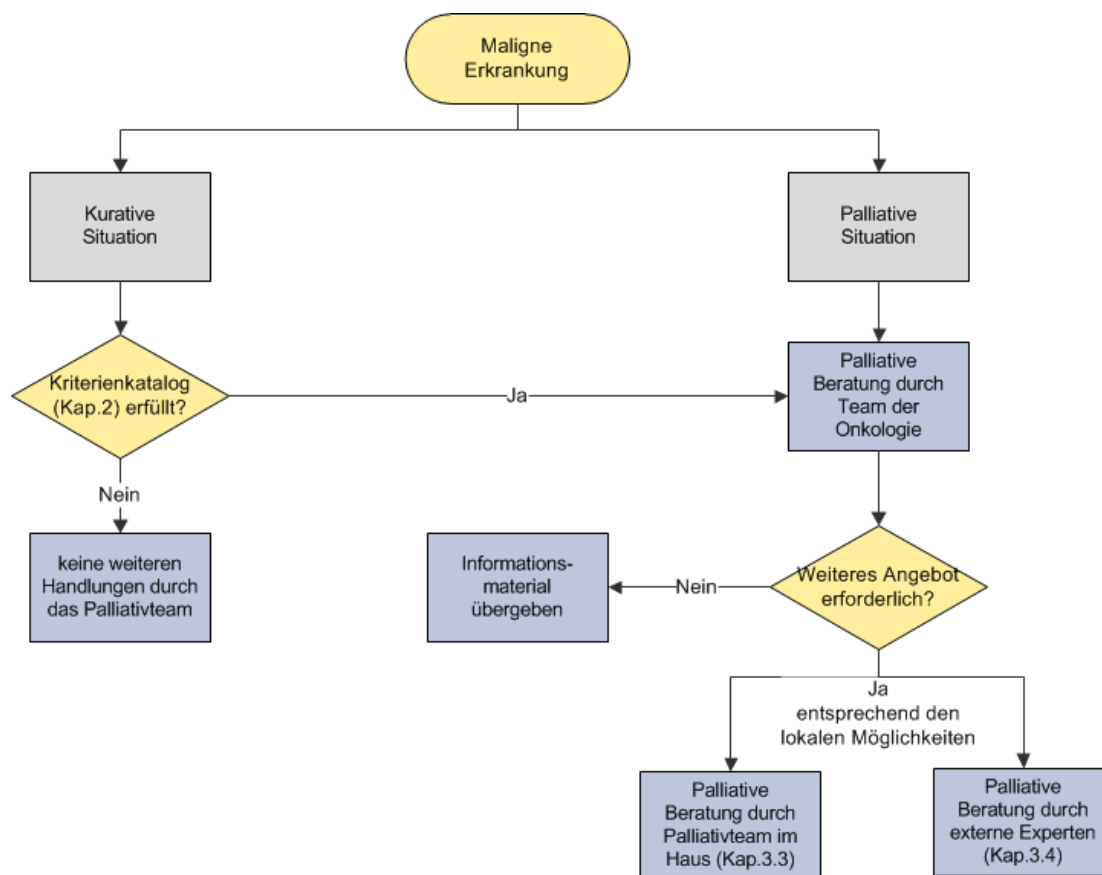 Maligne
Erkrankung
Kurative
Situation
Palliative
Situation
Kriterienkatalog
(Kap.2) erfüllt?
Ja
Palliative
Beratung durch
Team der
Onkologie
Nein
keine weiteren
Handlungen durch
das Palliativteam
Informations-
material
übergeben
Nein
Weiteres Angebot
erforderlich?
Ja
entsprechend den
lokalen Möglichkeiten
Palliative
Beratung durch
Palliativteam im
Haus (Kap.3.3)
Palliative
Beratung durch
externe Experten
(Kap.3.4)